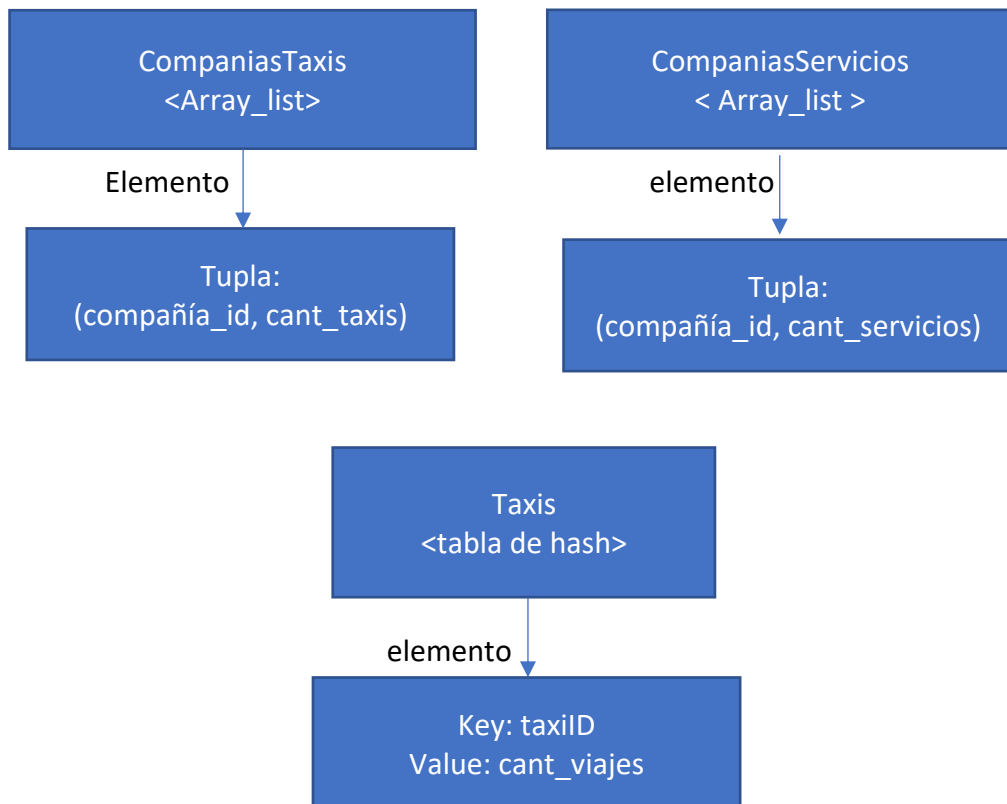 CompaniasTaxis
<Array_list>
CompaniasServicios
< Array_list >
Elemento
elemento
Tupla:
(compañía_id, cant_taxis)
Tupla:
(compañía_id, cant_servicios)
Taxis
<tabla de hash>
elemento
Key: taxiID
Value: cant_viajes